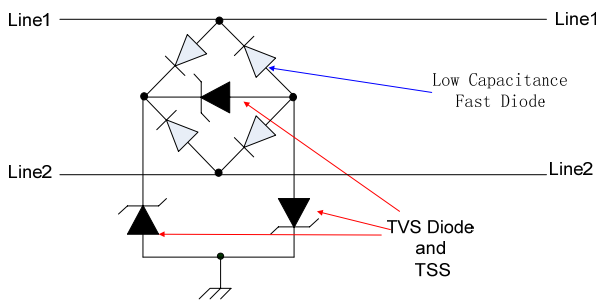 Line1
Line1
Low Capacitance
Fast Diode
Line2
Line2
TVS Diode
and
TSS